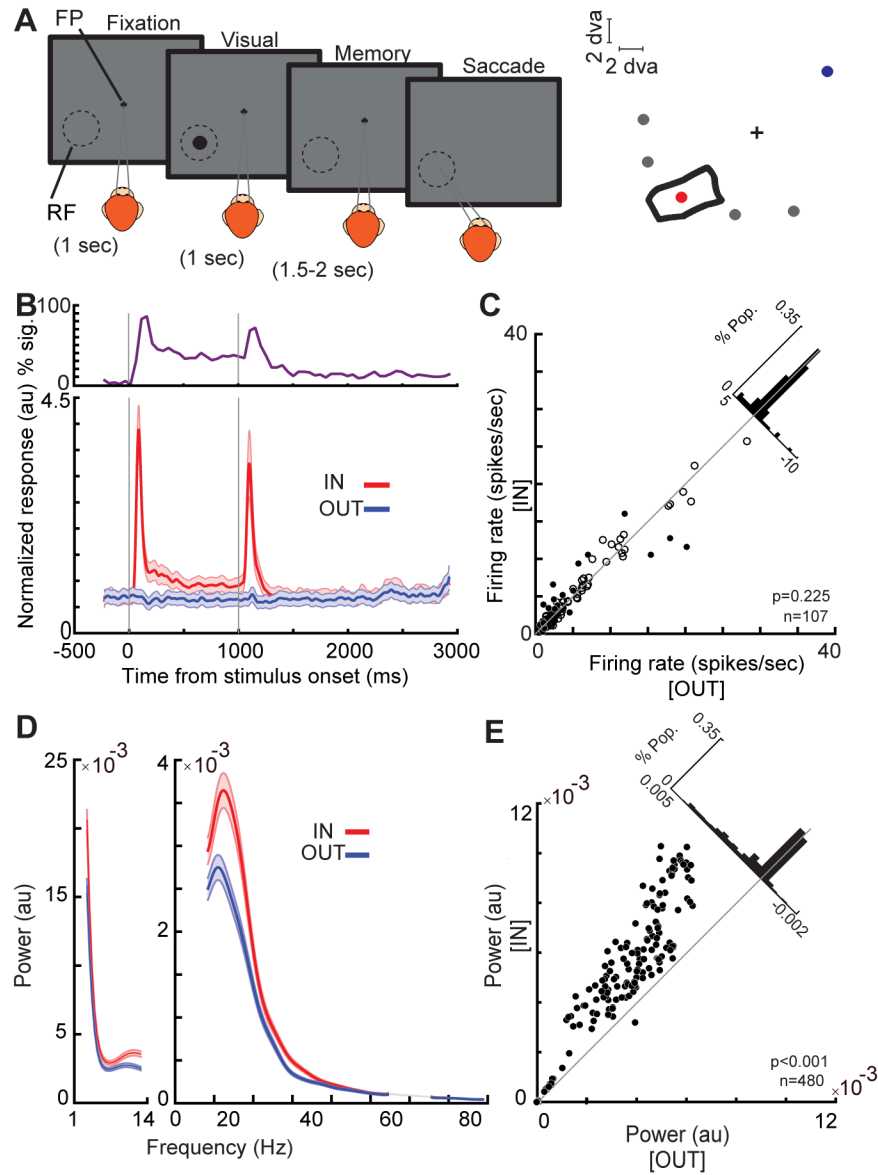 A
FP
Fixation
Visual
Memory
Saccade
RF
(1 sec)
(1 sec)
(1.5-2 sec)
2 dva
2 dva
B
100
0
% sig.
4.5
0
Normalized response (au)
IN
OUT
-500
0
1000
2000
3000
Time from stimulus onset (ms)
C
40
0
Firing rate (spikes/sec)
[IN]
% Pop.
0.35
0
5
-10
p=0.225
n=107
0
40
Firing rate (spikes/sec)
[OUT]
D
25
×10⁻³
15
5
0
Power (au)
1
14
4
×10⁻³
2
0
IN
OUT
0
20
40
60
80
Frequency (Hz)
E
12
×10⁻³
0
Power (au)
[IN]
% Pop.
0.35
0
0.005
-0.002
p<0.001
n=480
×10⁻³
0
12
Power (au)
[OUT]